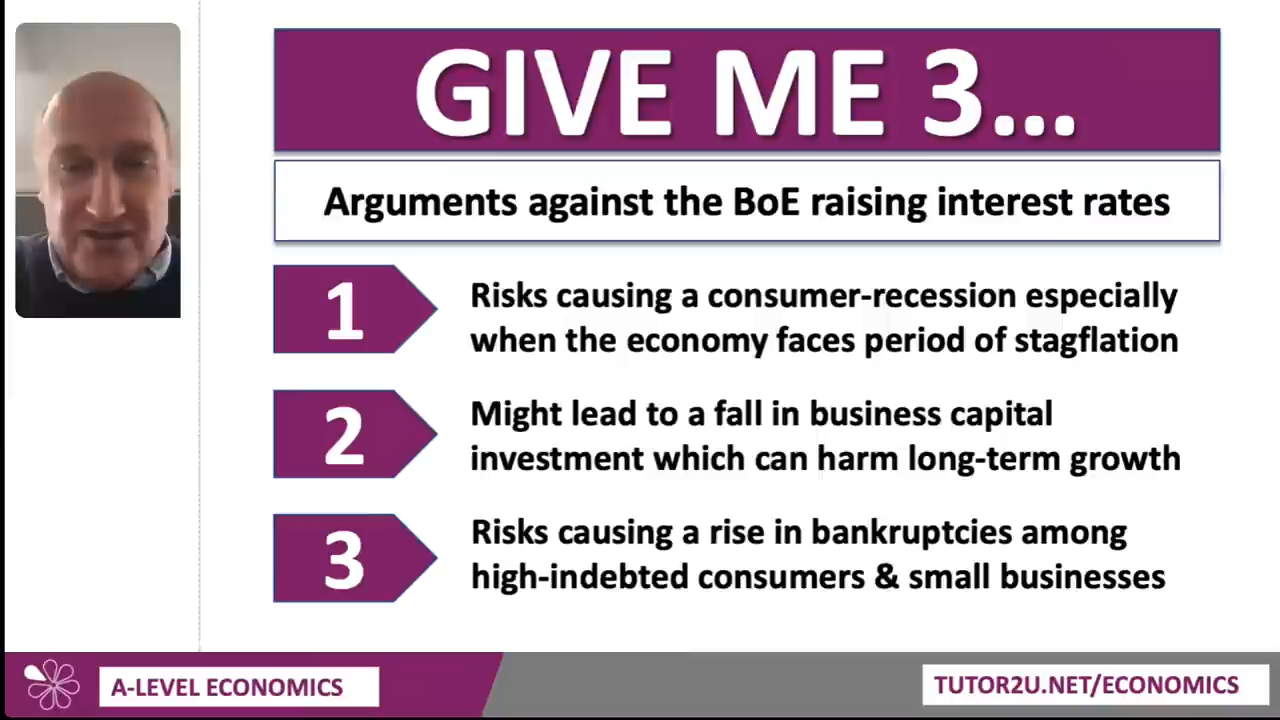 GIVE ME 3...
Arguments against the BoE raising interest rates
1
Risks causing a consumer-recession especially
when the economy faces period of stagflation
2
Might lead to a fall in business capital
investment which can harm long-term growth
3
Risks causing a rise in bankruptcies among
high-indebted consumers & small businesses
A-LEVEL ECONOMICS
TUTOR2U.NET/ECONOMICS